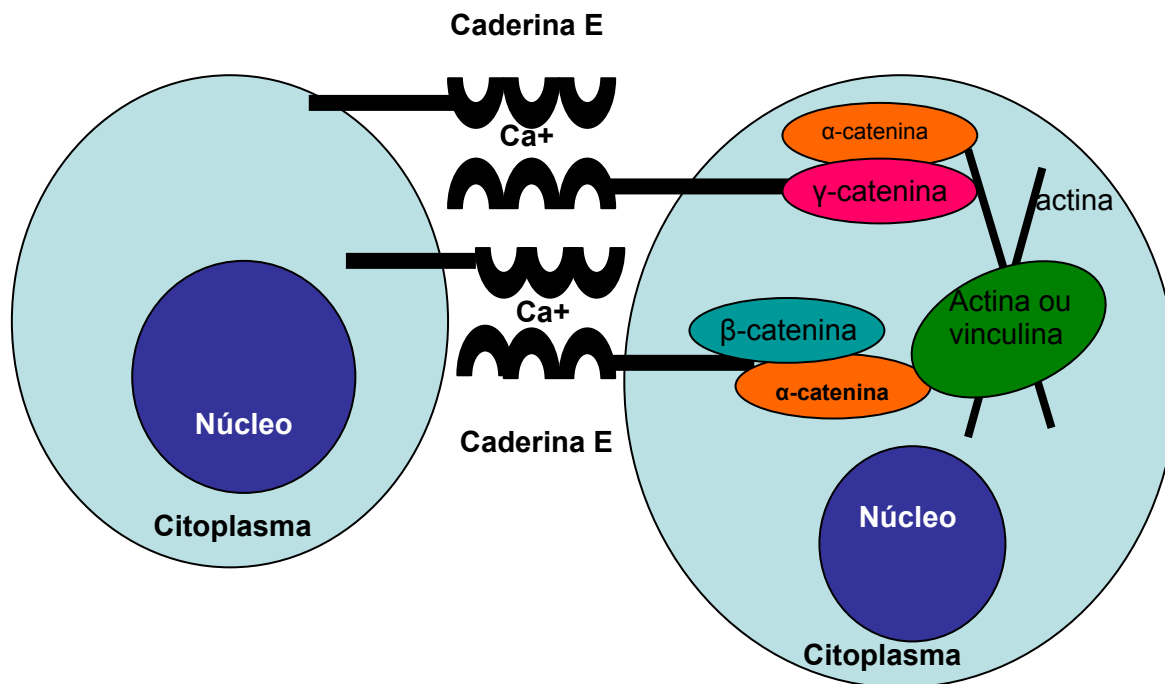 Caderina E
Ca+
α-catenina
γ-catenina
actina
Ca+
β-catenina
α-catenina
Actina ou
vinculina
Núcleo
Citoplasma
Caderina E
Núcleo
Citoplasma